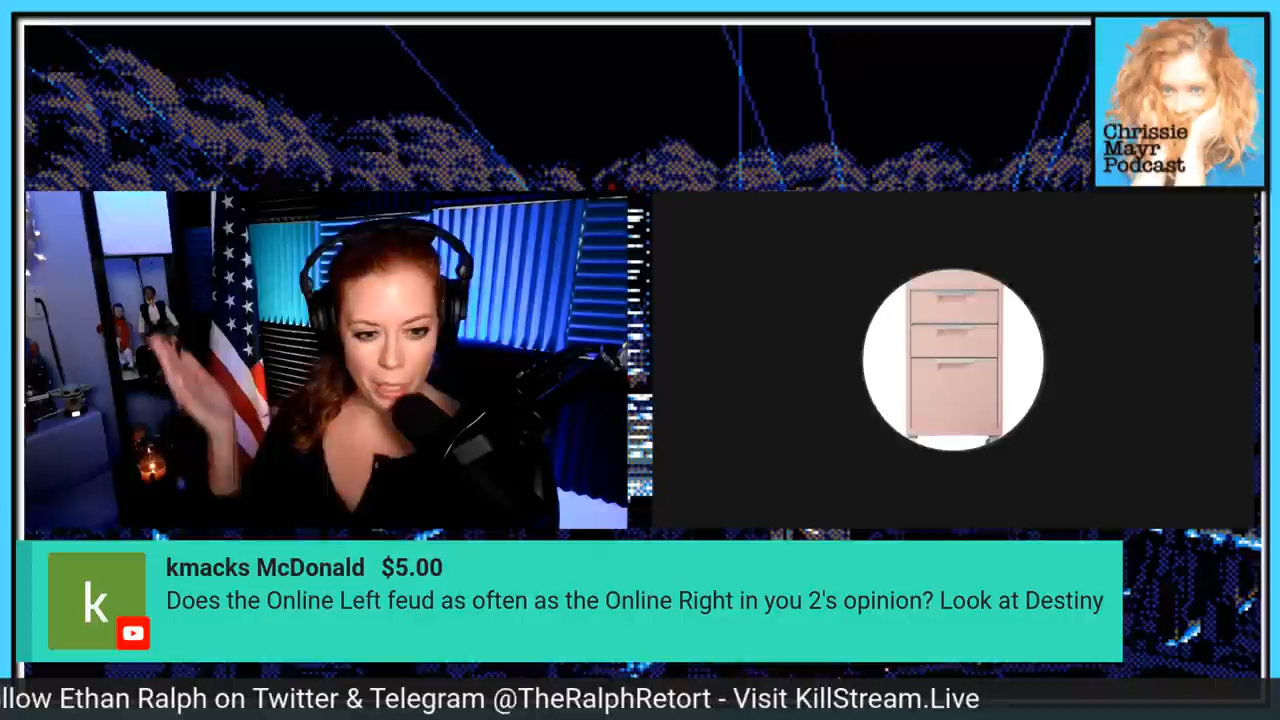 Chrissie
Mayr
Podcast
k
kmacks McDonald $5.00
Does the Online Left feud as often as the Online Right in you 2's opinion? Look at Destiny
llow Ethan Ralph on Twitter & Telegram @TheRalphRetort - Visit KillStream.Live